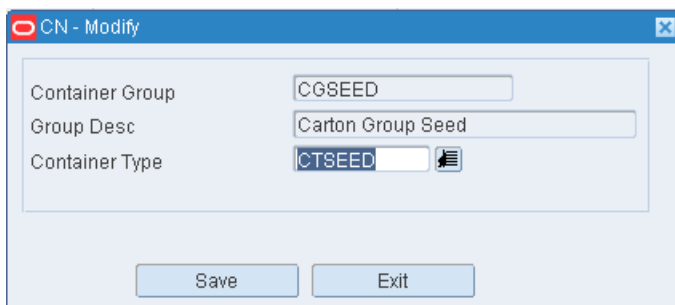 CN - Modify
Container Group CGSEED
Group Desc Carton Group Seed
Container Type CTSEED
Save Exit